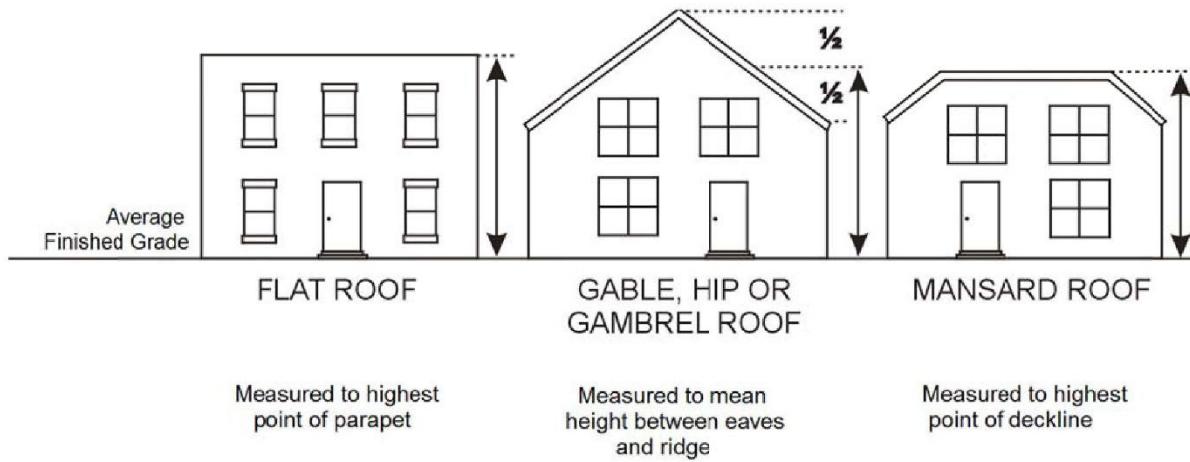 ½
½
Average
Finished Grade
FLAT ROOF
GABLE, HIP OR
GAMBREL ROOF
MANSARD ROOF
Measured to highest
point of parapet
Measured to mean
height between eaves
and ridge
Measured to highest
point of deckline